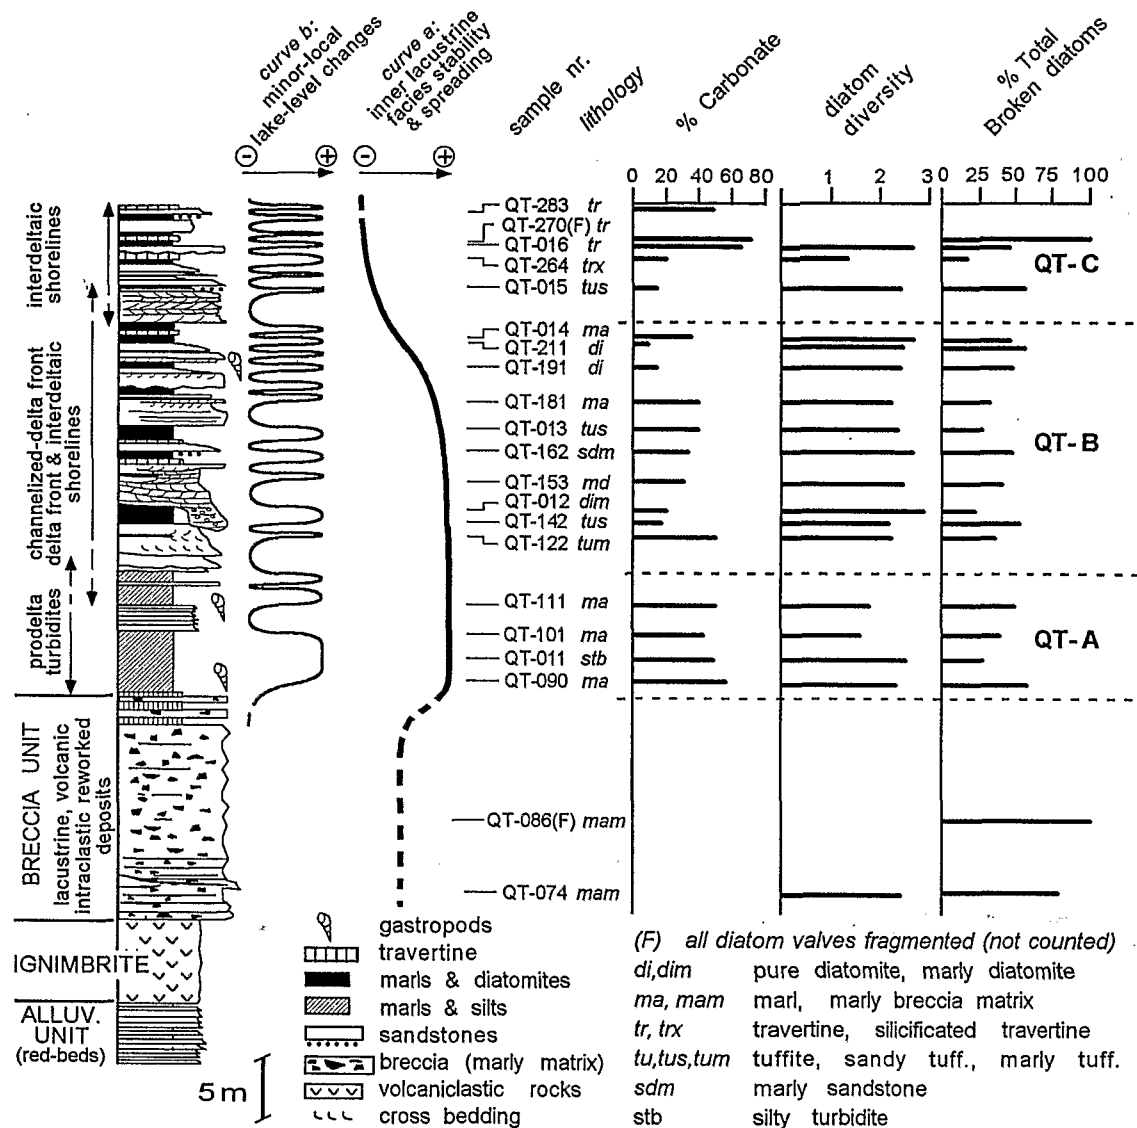 curve b:
minor-local
lake-level changes
curve a:
inner lacustrine
facies stability
& spreading
sample nr.
lithology
% Carbonate
diatom
diversity
% Total
Broken diatoms
− +
− +
0 20 40 60 80
1 2 3
0 25 50 75 100
interdeltaic
shorelines
channelized-delta front
delta front & interdeltaic
shorelines
prodelta
turbidites
BRECCIA UNIT
lacustrine, volcanic
intraclastic reworked
deposits
IGNIMBRITE
ALLUV.
UNIT
(red-beds)
QT-283 tr
QT-270(F) tr
QT-016 tr
QT-264 trx
QT-015 tus
QT-014 ma
QT-211 di
QT-191 di
QT-181 ma
QT-013 tus
QT-162 sdm
QT-153 md
QT-012 dim
QT-142 tus
QT-122 tum
QT-111 ma
QT-101 ma
QT-011 stb
QT-090 ma
QT-086(F) mam
QT-074 mam
QT-C
QT-B
QT-A
gastropods
travertine
marls & diatomites
marls & silts
sandstones
breccia (marly matrix)
volcaniclastic rocks
cross bedding
5m
(F) all diatom valves fragmented (not counted)
di,dim pure diatomite, marly diatomite
ma, mam marl, marly breccia matrix
tr, trx travertine, silicificated travertine
tu,tus,tum tuffite, sandy tuff., marly tuff.
sdm marly sandstone
stb silty turbidite